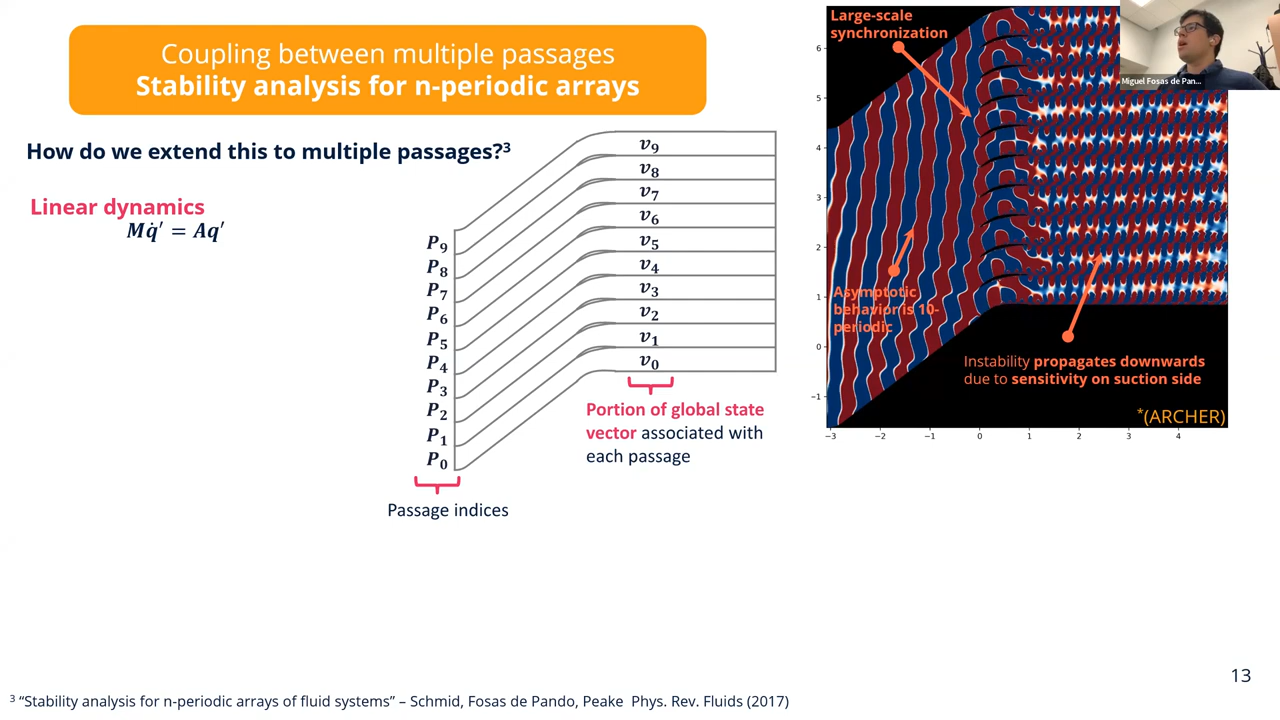 Coupling between multiple passages
Stability analysis for n-periodic arrays
How do we extend this to multiple passages?³
Linear dynamics
Mq̇′ = Aq′
P₉
P₈
P₇
P₆
P₅
P₄
P₃
P₂
P₁
P₀
Passage indices
v₉
v₈
v₇
v₆
v₅
v₄
v₃
v₂
v₁
v₀
Portion of global state
vector associated with
each passage
Large-scale
synchronization
Asymptotic
behavior is 10-
periodic
Instability propagates downwards
due to sensitivity on suction side
*(ARCHER)
6
5
4
3
2
1
0
−1
−3 −2 −1 0 1 2 3 4
Miguel Fosas de Pan...
13
³ “Stability analysis for n-periodic arrays of fluid systems” – Schmid, Fosas de Pando, Peake Phys. Rev. Fluids (2017)